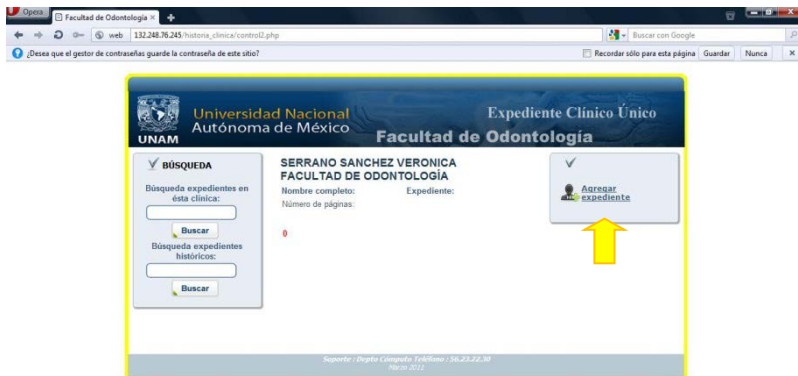 Opera
Facultad de Odontología
web
132.248.76.245/historia_clinica/control2.php
Buscar con Google
¿Desea que el gestor de contraseñas guarde la contraseña de este sitio?
Recordar sólo para esta página
Guardar
Nunca
UNAM
Universidad Nacional
Autónoma de México
Expediente Clínico Único
Facultad de Odontología
BÚSQUEDA
Búsqueda expedientes en
ésta clínica:
Buscar
Búsqueda expedientes
históricos:
Buscar
SERRANO SANCHEZ VERONICA
FACULTAD DE ODONTOLOGÍA
Nombre completo:
Expediente:
Número de páginas:
0
Agregar
expediente
Soporte : Depto Cómputo Teléfono : 56.23.22.30
Marzo 2011